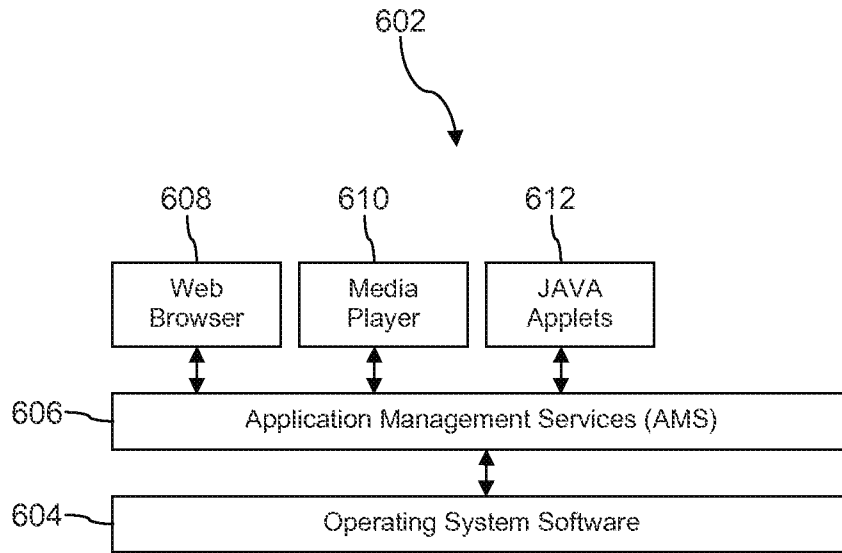 602
608
610
612
Web
Browser
Media
Player
JAVA
Applets
606
Application Management Services (AMS)
604
Operating System Software